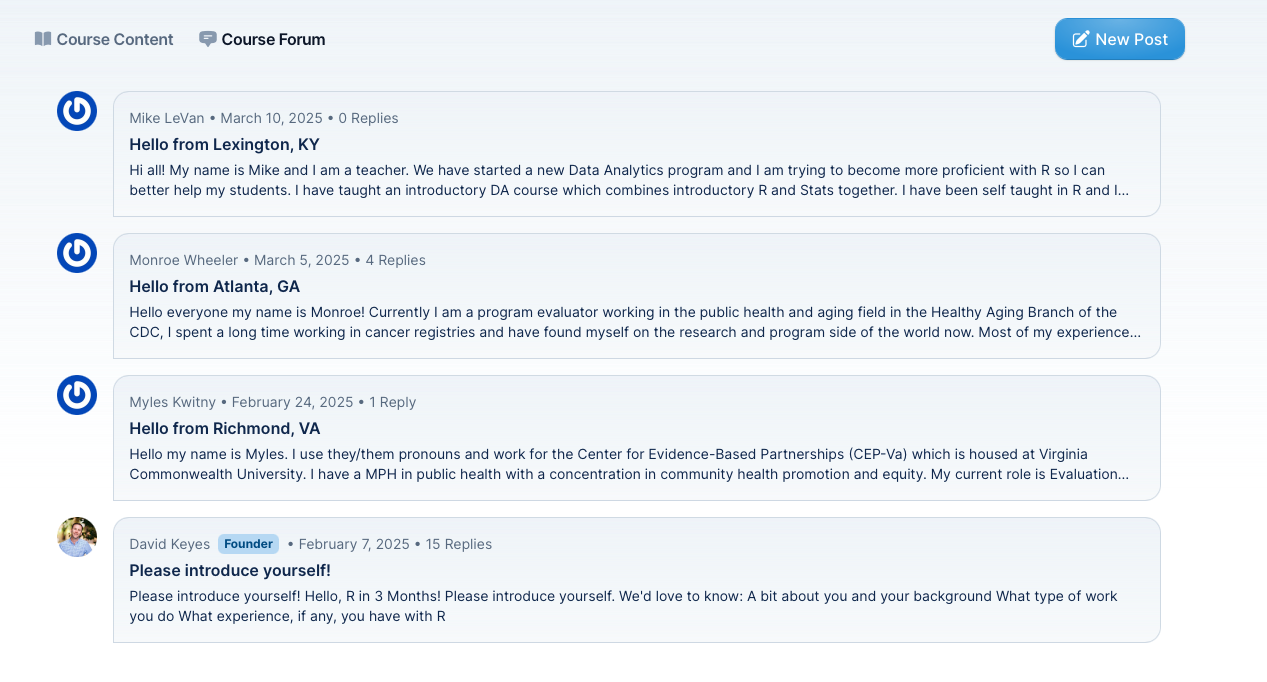 Course Content
Course Forum
New Post
Mike LeVan • March 10, 2025 • 0 Replies
Hello from Lexington, KY
Hi all! My name is Mike and I am a teacher. We have started a new Data Analytics program and I am trying to become more proficient with R so I can
better help my students. I have taught an introductory DA course which combines introductory R and Stats together. I have been self taught in R and I...
Monroe Wheeler • March 5, 2025 • 4 Replies
Hello from Atlanta, GA
Hello everyone my name is Monroe! Currently I am a program evaluator working in the public health and aging field in the Healthy Aging Branch of the
CDC, I spent a long time working in cancer registries and have found myself on the research and program side of the world now. Most of my experience...
Myles Kwitny • February 24, 2025 • 1 Reply
Hello from Richmond, VA
Hello my name is Myles. I use they/them pronouns and work for the Center for Evidence-Based Partnerships (CEP-Va) which is housed at Virginia
Commonwealth University. I have a MPH in public health with a concentration in community health promotion and equity. My current role is Evaluation...
David Keyes Founder • February 7, 2025 • 15 Replies
Please introduce yourself!
Please introduce yourself! Hello, R in 3 Months! Please introduce yourself. We'd love to know: A bit about you and your background What type of work
you do What experience, if any, you have with R